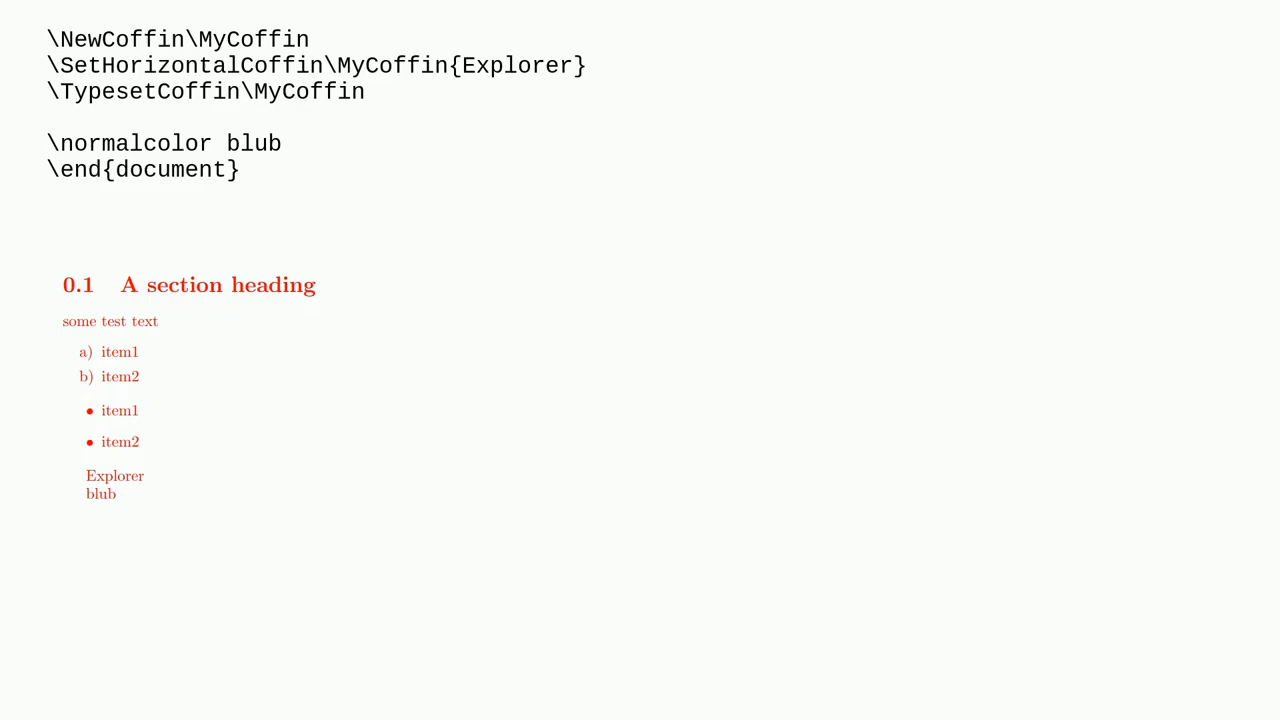 \NewCoffin\MyCoffin
\SetHorizontalCoffin\MyCoffin{Explorer}
\TypesetCoffin\MyCoffin
\normalcolor blub
\end{document}
0.1 A section heading
some test text
a) item1
b) item2
• item1
• item2
Explorer
blub